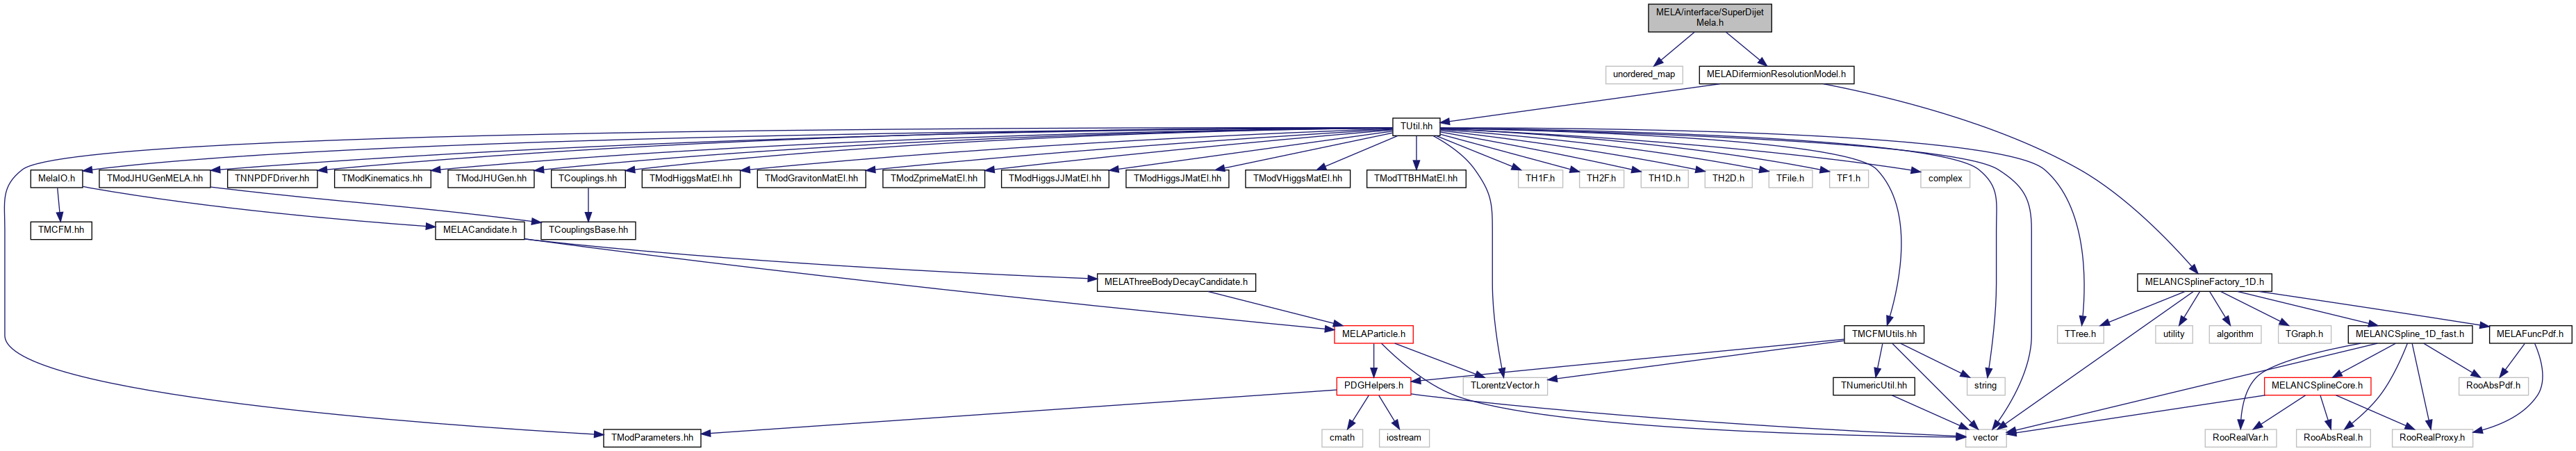 MELA/interface/SuperDijet
Mela.h
unordered_map
MELADifermionResolutionModel.h
TUtil.hh
MelaIO.h
TModJHUGenMELA.hh
TNNPDFDriver.hh
TModKinematics.hh
TModJHUGen.hh
TCouplings.hh
TModHiggsMatEl.hh
TModGravitonMatEl.hh
TModZprimeMatEl.hh
TModHiggsJJMatEl.hh
TModHiggsJMatEl.hh
TModVHiggsMatEl.hh
TModTTBHMatEl.hh
TH1F.h
TH2F.h
TH1D.h
TH2D.h
TFile.h
TF1.h
complex
TMCFM.hh
MELACandidate.h
TCouplingsBase.hh
MELAThreeBodyDecayCandidate.h
MELANCSplineFactory_1D.h
MELAParticle.h
TMCFMUtils.hh
TTree.h
utility
algorithm
TGraph.h
MELANCSpline_1D_fast.h
MELAFuncPdf.h
PDGHelpers.h
TLorentzVector.h
TNumericUtil.hh
string
MELANCSplineCore.h
RooAbsPdf.h
TModParameters.hh
cmath
iostream
vector
RooRealVar.h
RooAbsReal.h
RooRealProxy.h